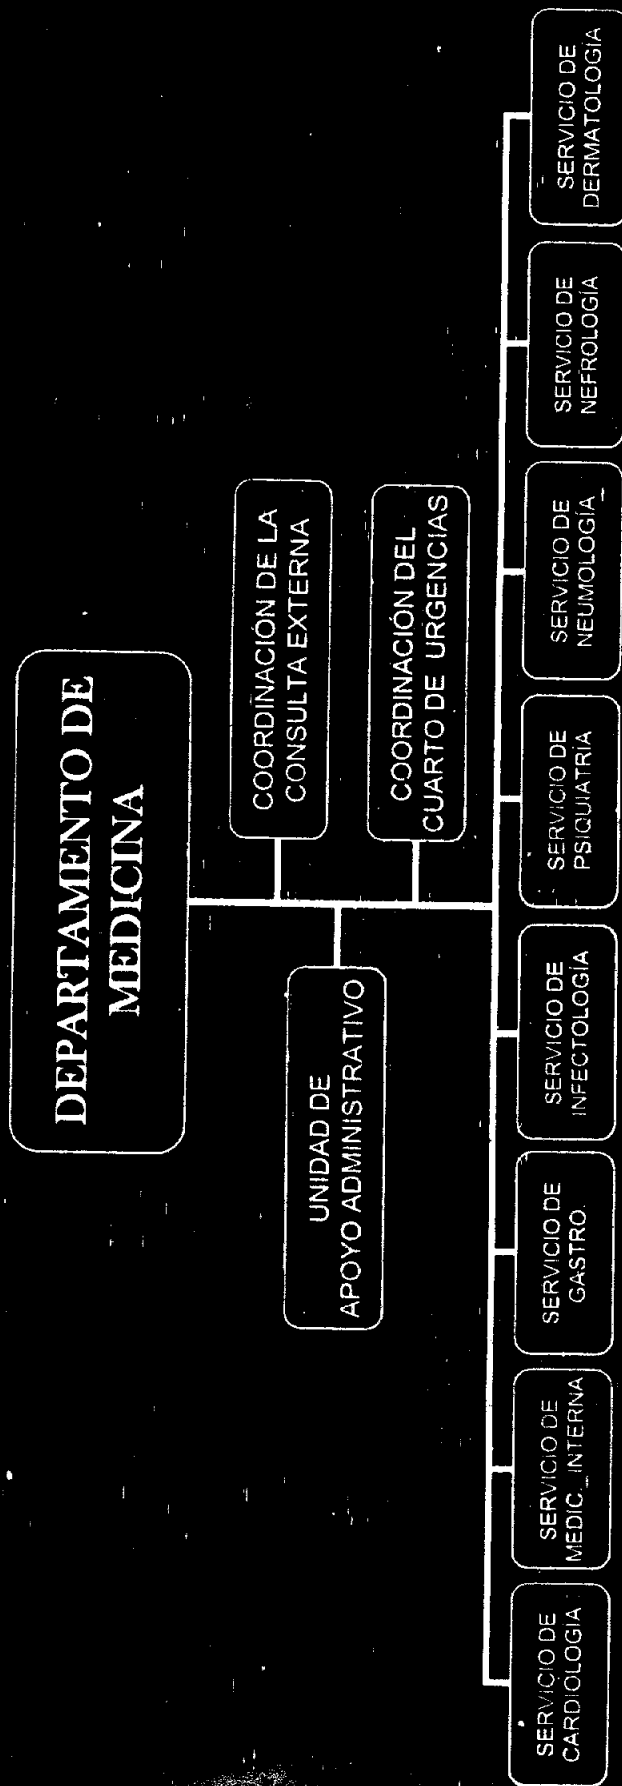 DEPARTAMENTO DE
MEDICINA
COORDINACIÓN DE LA
CONSULTA EXTERNA
UNIDAD DE
APOYO ADMINISTRATIVO
COORDINACIÓN DEL
CUARTO DE URGENCIAS
SERVICIO DE
CARDIOLOGÍA
SERVICIO DE
MEDIC. INTERNA
SERVICIO DE
GASTRO.
SERVICIO DE
INFECTOLOGÍA
SERVICIO DE
PSIQUIATRÍA
SERVICIO DE
NEUMOLOGÍA
SERVICIO DE
NEFROLOGÍA
SERVICIO DE
DERMATOLOGÍA